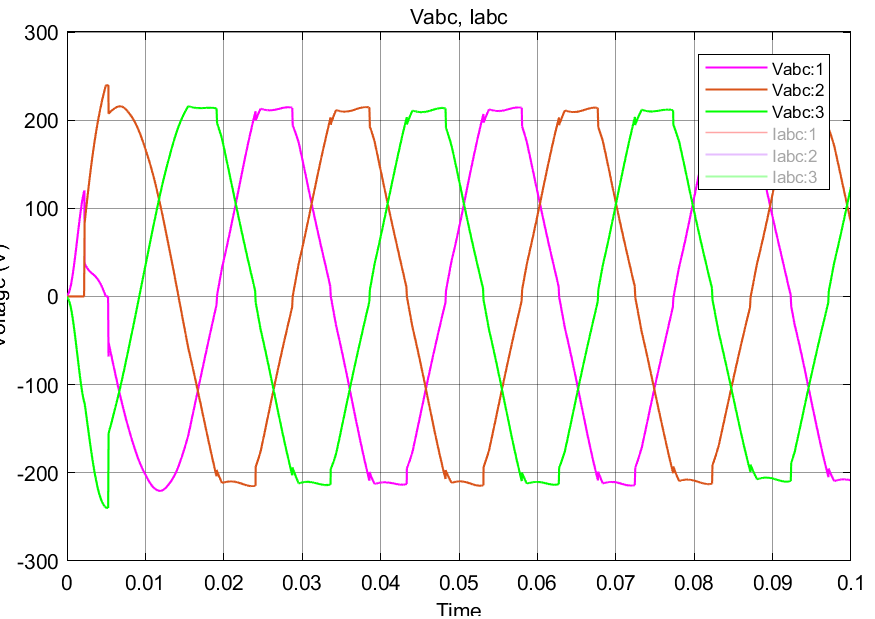 Vabc, Iabc
300
200
100
0
-100
-200
-300
Voltage (V)
Vabc:1
Vabc:2
Vabc:3
Iabc:1
Iabc:2
Iabc:3
0 0.01 0.02 0.03 0.04 0.05 0.06 0.07 0.08 0.09 0.1
Time